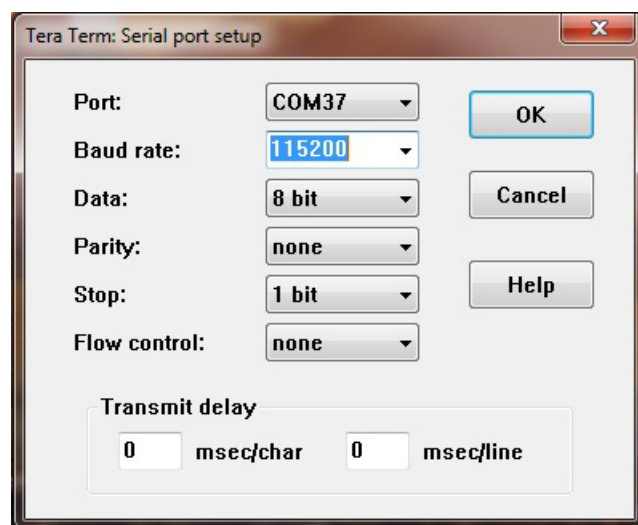 Tera Term: Serial port setup
Port: COM37 OK
Baud rate: 115200
Data: 8 bit Cancel
Parity: none
Stop: 1 bit Help
Flow control: none
Transmit delay
0 msec/char 0 msec/line